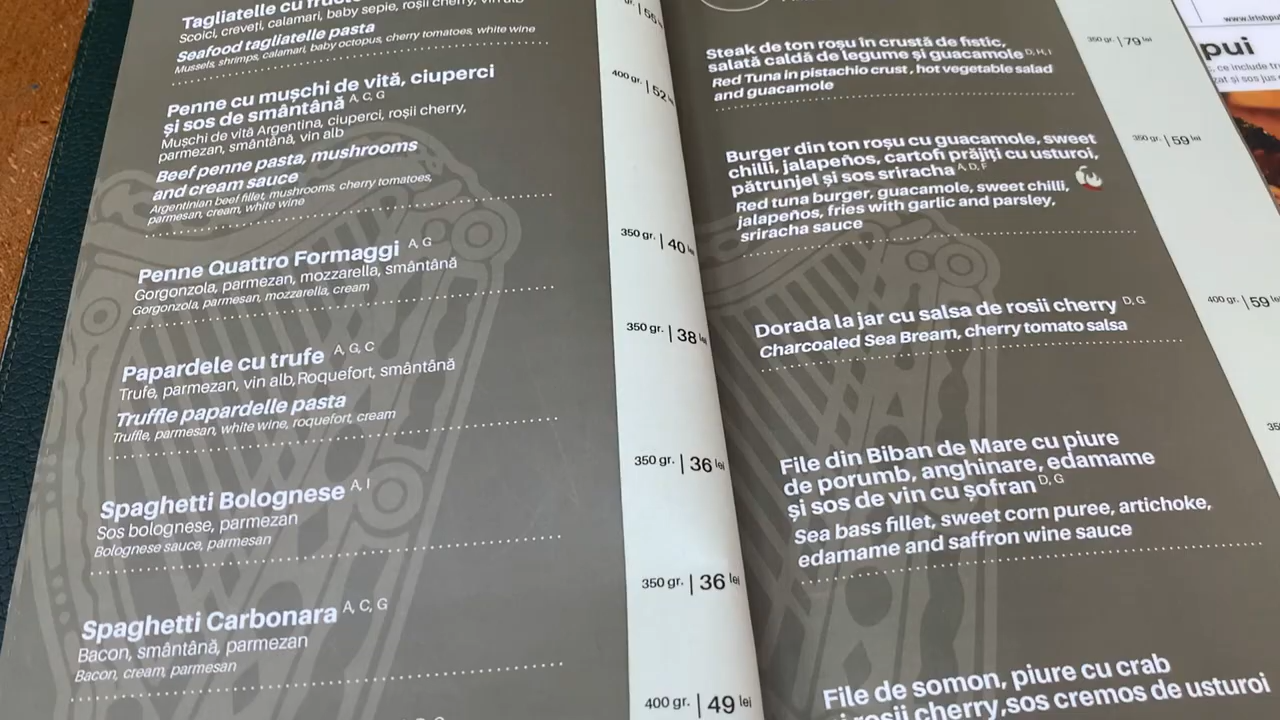 Tagliatelle cu
Scoici, creveți, calamari, baby sepie, roșii cherry, vin alb
Seafood tagliatelle pasta
Mussels, shrimps, calamari, baby octopus, cherry tomatoes, white wine
Penne cu mușchi de vită, ciuperci
și sos de smântână A, C, G
Mușchi de vită Argentina, ciuperci, roșii cherry,
parmezan, smântână, vin alb
Beef penne pasta, mushrooms
and cream sauce
Argentinian beef fillet, mushrooms, cherry tomatoes,
parmesan, cream, white wine
400 gr. | 52 lei
Penne Quattro Formaggi A, G
Gorgonzola, parmezan, mozzarella, smântână
Gorgonzola, parmesan, mozzarella, cream
350 gr. | 40 lei
Papardele cu trufe A, G, C
Trufe, parmezan, vin alb, Roquefort, smântână
Truffle papardelle pasta
Truffle, parmesan, white wine, roquefort, cream
350 gr. | 38 lei
Spaghetti Bolognese A, I
Sos bolognese, parmezan
Bolognese sauce, parmesan
350 gr. | 36 lei
Spaghetti Carbonara A, C, G
Bacon, smântână, parmezan
Bacon, cream, parmesan
350 gr. | 36 lei
400 gr. | 49 lei
Steak de ton roșu în crustă de fistic,
salată caldă de legume și guacamole D, H, I
Red Tuna in pistachio crust, hot vegetable salad
and guacamole
350 gr. | 79 lei
Burger din ton roșu cu guacamole, sweet
chilli, jalapeños, cartofi prăjiți cu usturoi,
pătrunjel și sos sriracha A, D, F
Red tuna burger, guacamole, sweet chilli,
jalapeños, fries with garlic and parsley,
sriracha sauce
350 gr. | 59 lei
Dorada la jar cu salsa de rosii cherry D, G
Charcoaled Sea Bream, cherry tomato salsa
400 gr. | 59 lei
File din Biban de Mare cu piure
de porumb, anghinare, edamame
și sos de vin cu șofran D, G
Sea bass fillet, sweet corn puree, artichoke,
edamame and saffron wine sauce
File de somon, piure cu crab
roșii cherry, sos cremos de usturoi
pui
ce include